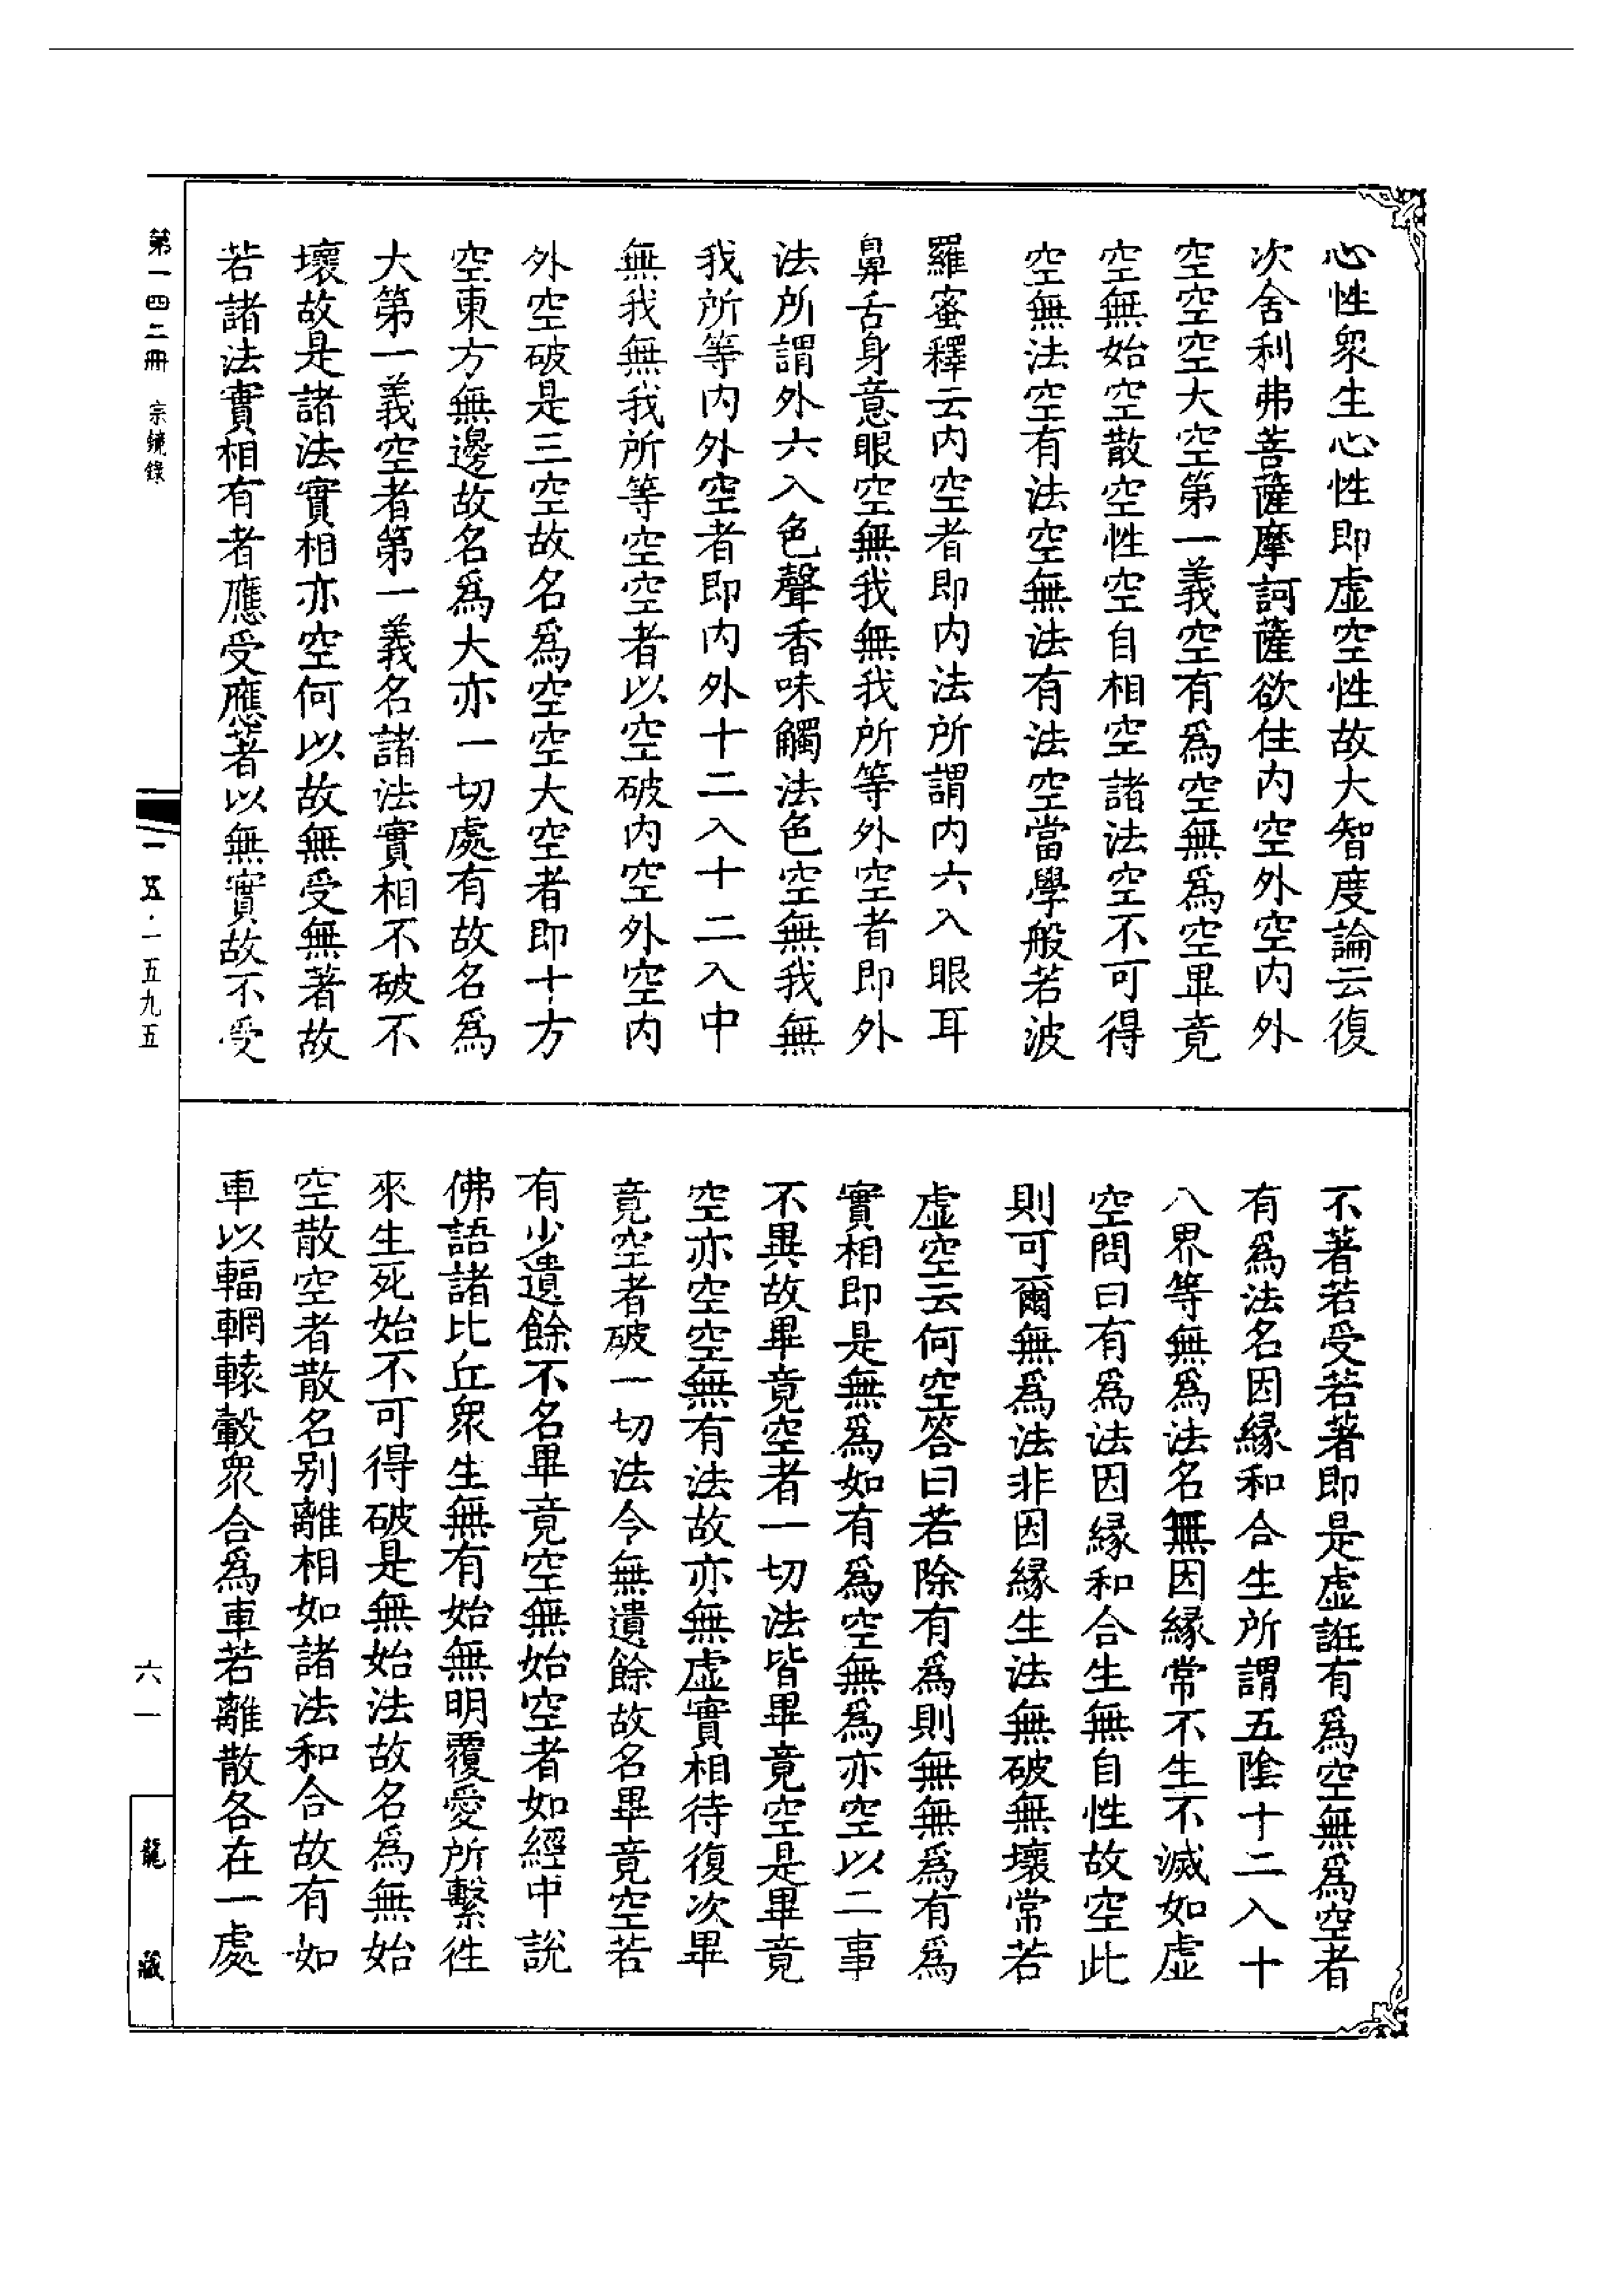 心性衆生心性即虛空性故大智度論云復
次舍利弗菩薩摩訶薩欲住内空外空内外
空空空大空第一義空有爲空無爲空畢竟
空無始空散空性空自相空諸法空不可得
空無法空有法空無法有法空當學般若波
羅蜜釋云内空者即内法所謂内六入眼耳
鼻舌身意眼空無我無我所等外空者即外
法所謂外六入色聲香味觸法色空無我無
我所等内外空者即内外十二入十二入中
無我無我所等空空者以空破内空外空内
外空破是三空故名爲空空大空者即十方
空東方無邊故名爲大亦一切處有故名爲
大第一義空者第一義名諸法實相不破不
壞故是諸法實相亦空何以故無受無著故
若諸法實相有者應受應著以無實故不受
不著若受若著即是虛誑有爲空無爲空者
有爲法名因緣和合生所謂五陰十二入十
八界等無爲法名無因緣常不生不滅如虛
空問曰有爲法因緣和合生無自性故空此
則可爾無爲法非因緣生法無破無壞常若
虛空云何空答曰若除有爲則無無爲有爲
實相即是無爲如有爲空無爲亦空以二事
不異故畢竟空者一切法皆畢竟空是畢竟
空亦空空無有法故亦無虛實相待復次畢
竟空者破一切法令無遺餘故名畢竟空若
有少遺餘不名畢竟空無始空者如經中說
佛語諸比丘衆生無有始無明覆愛所繫徃
來生死始不可得破是無始法故名爲無始
空散空者散名别離相如諸法和合故有如
車以輻輞轅轂衆合爲車若離散各在一處
第一四二冊 宗鏡錄
一五·一五九五
六一
龍藏